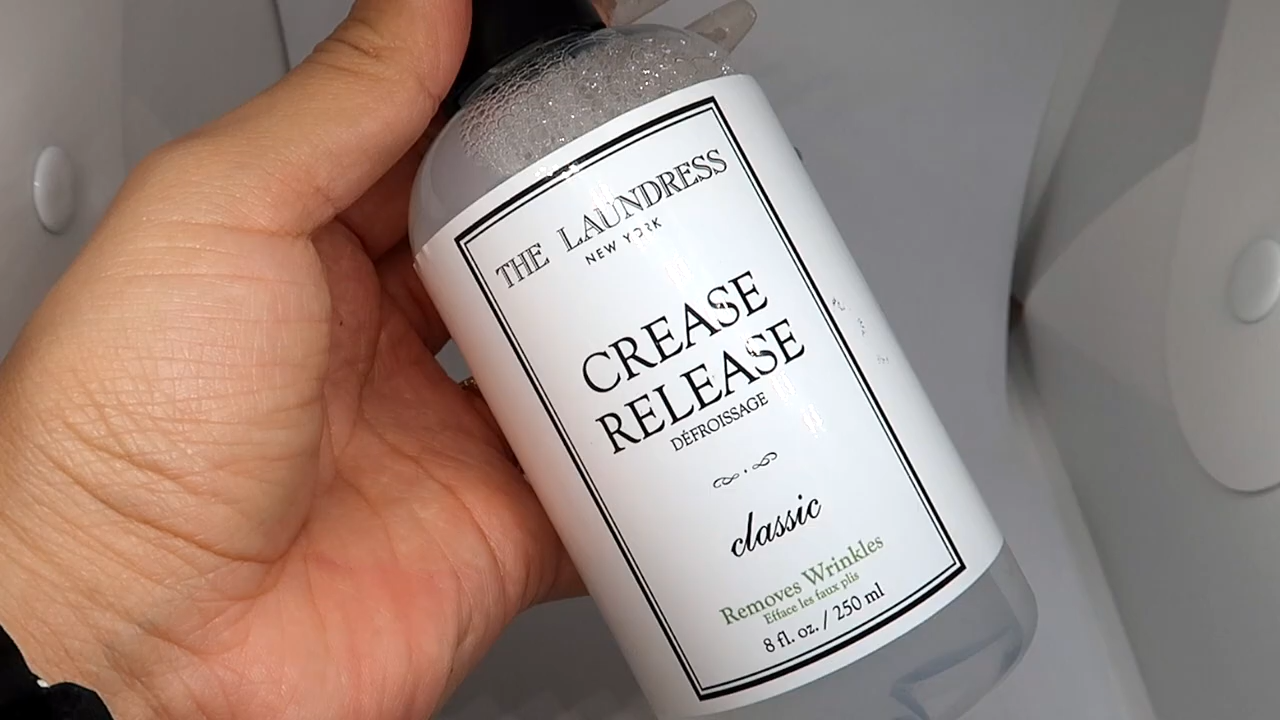 THE LAUNDRESS
NEW YORK
CREASE
RELEASE
DÉFROISSAGE
classic
Removes Wrinkles
Efface les faux plis
8 fl. oz. / 250 ml